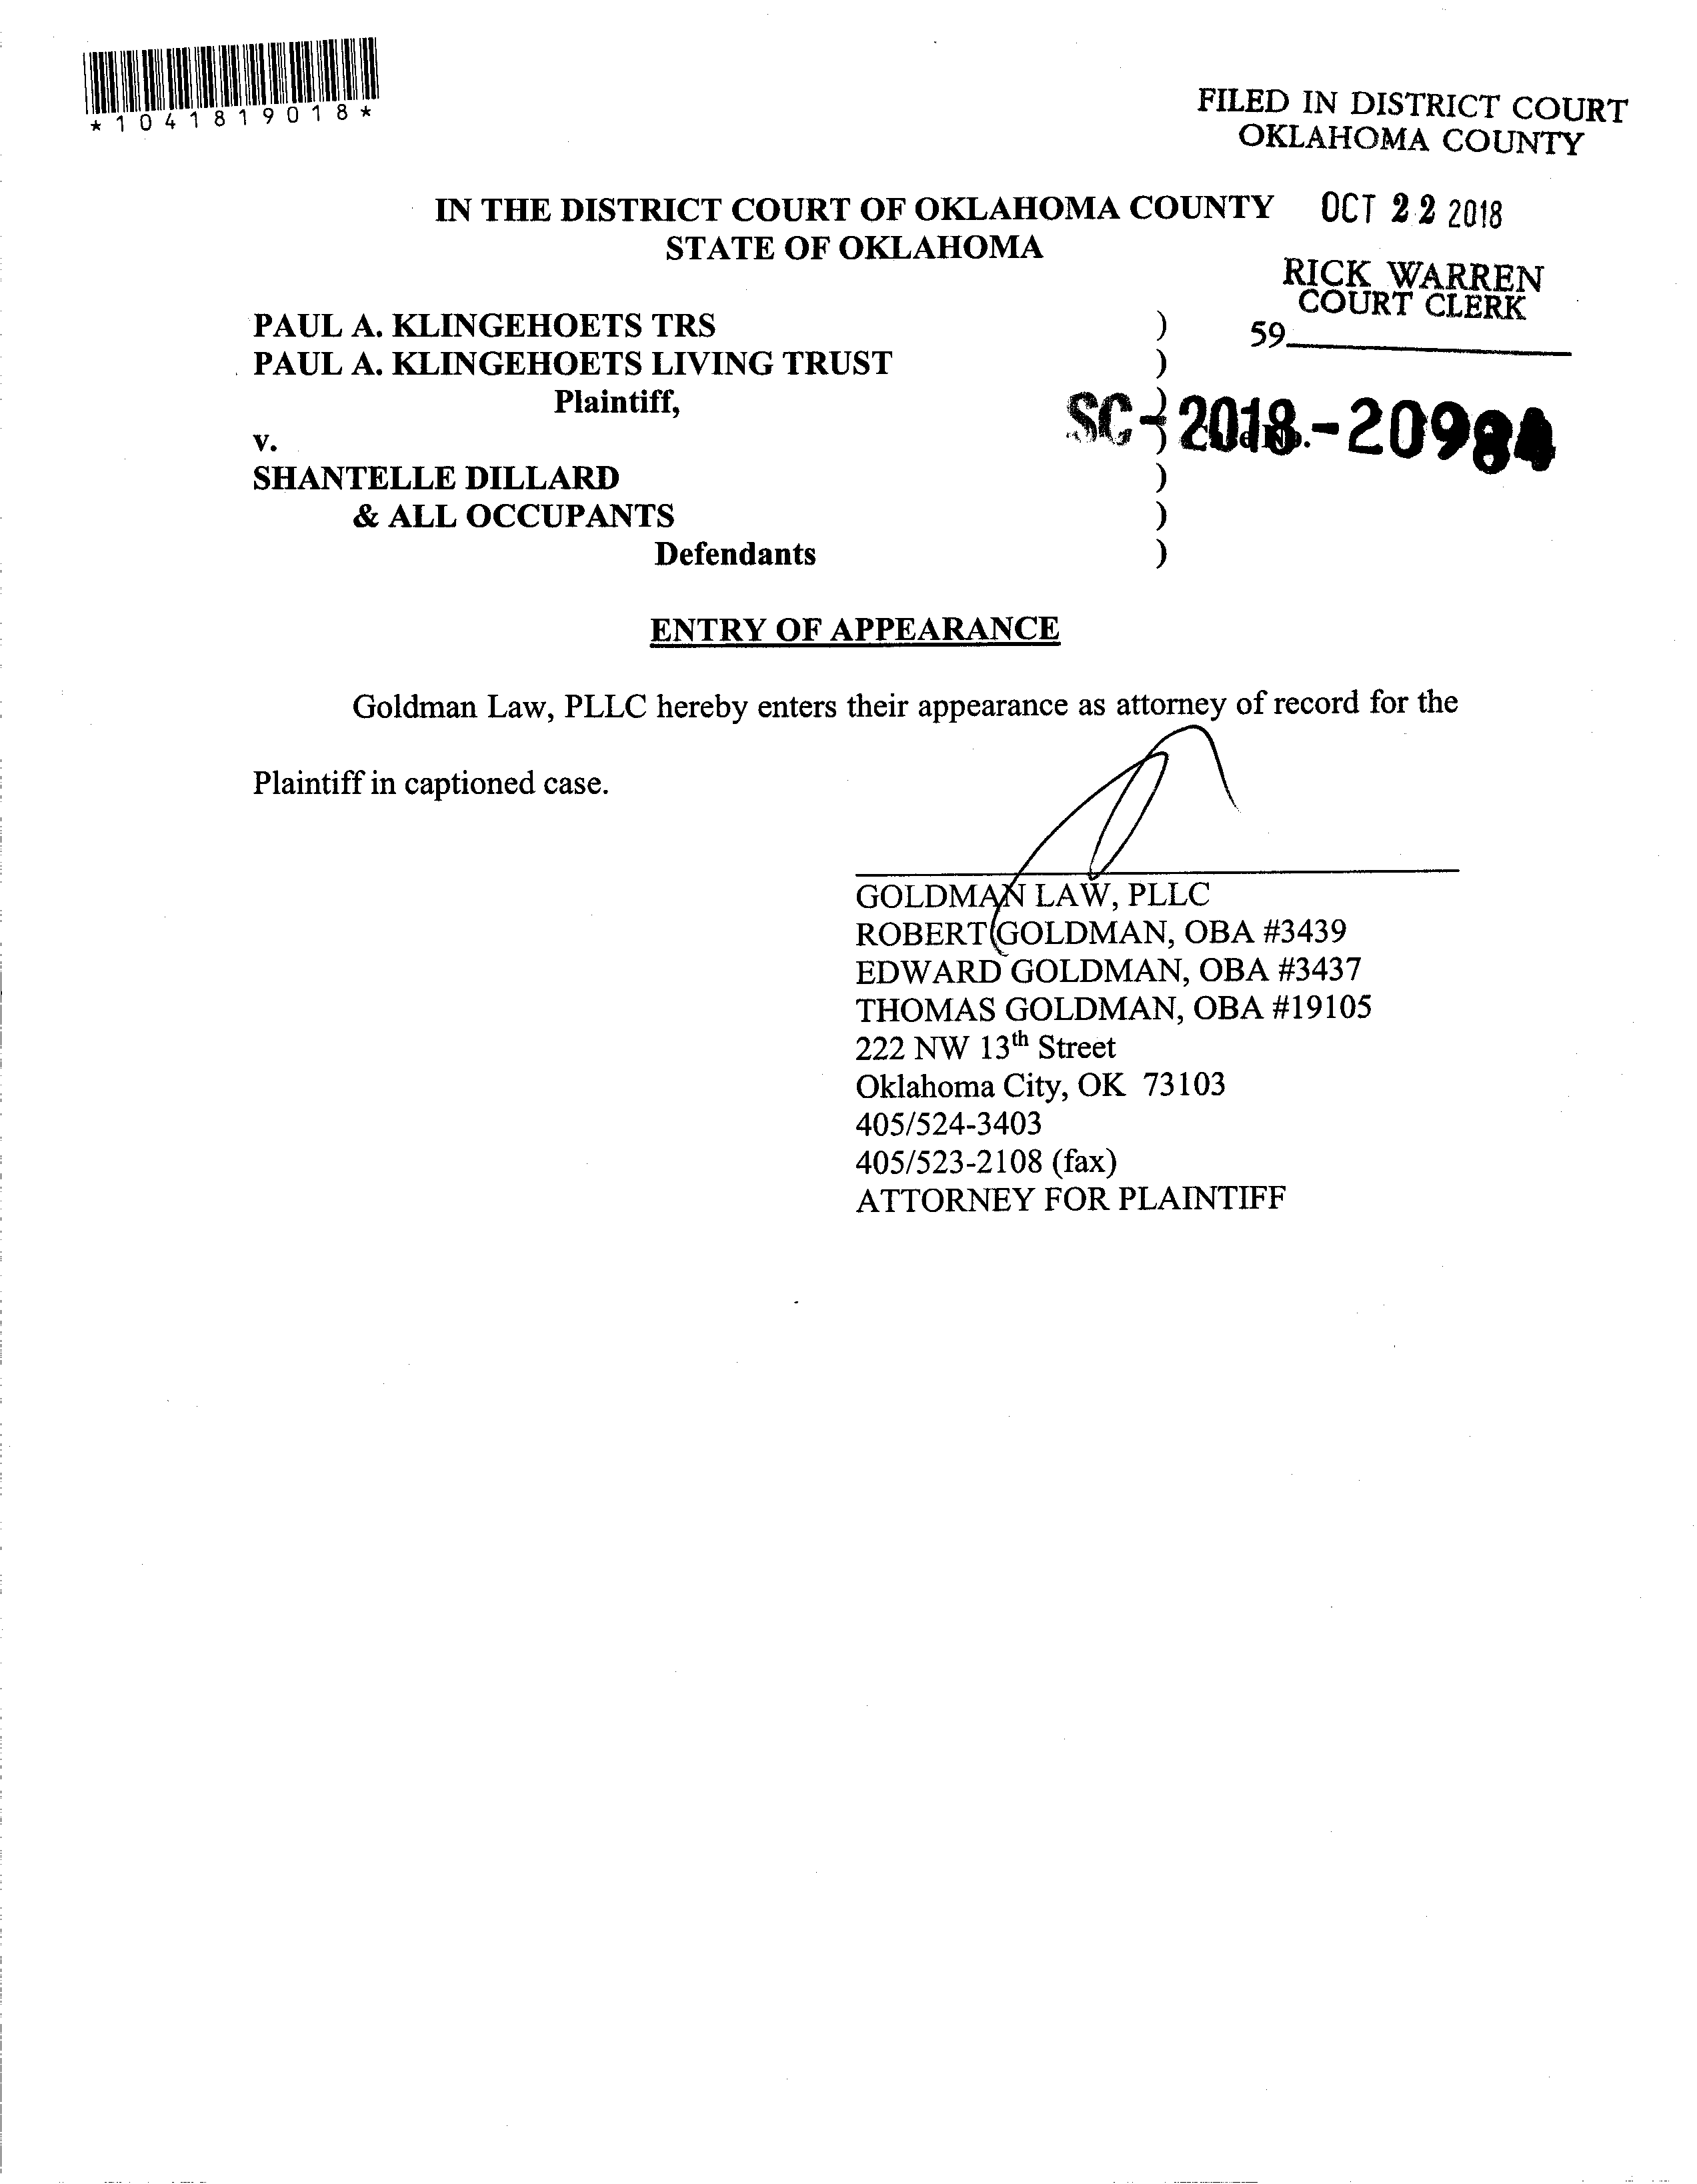 *1041819018*
FILED IN DISTRICT COURT
OKLAHOMA COUNTY
IN THE DISTRICT COURT OF OKLAHOMA COUNTY
STATE OF OKLAHOMA
OCT 22 2018
RICK WARREN
COURT CLERK
59
PAUL A. KLINGEHOETS TRS )
PAUL A. KLINGEHOETS LIVING TRUST )
Plaintiff, )
SC-2018-20984
v. )
SHANTELLE DILLARD )
& ALL OCCUPANTS )
Defendants )
ENTRY OF APPEARANCE
Goldman Law, PLLC hereby enters their appearance as attorney of record for the
Plaintiff in captioned case.
GOLDMAN LAW, PLLC
ROBERT GOLDMAN, OBA #3439
EDWARD GOLDMAN, OBA #3437
THOMAS GOLDMAN, OBA #19105
222 NW 13th Street
Oklahoma City, OK 73103
405/524-3403
405/523-2108 (fax)
ATTORNEY FOR PLAINTIFF